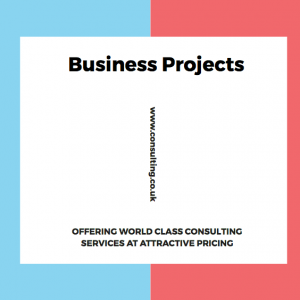 Business Projects
www.consulting.co.uk
OFFERING WORLD CLASS CONSULTING
SERVICES AT ATTRACTIVE PRICING